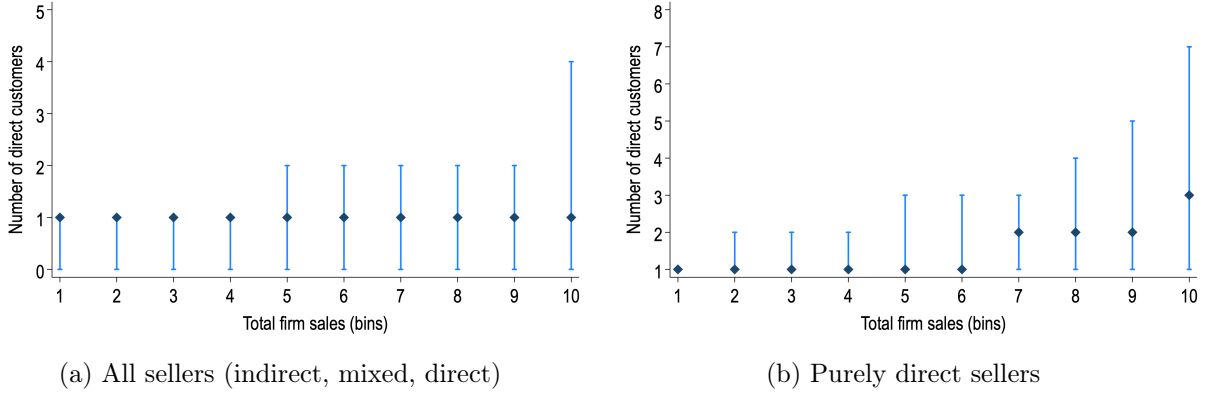 5
4
3
2
1
0
Number of direct customers
1 2 3 4 5 6 7 8 9 10
Total firm sales (bins)
(a) All sellers (indirect, mixed, direct)
8
7
6
5
4
3
2
1
Number of direct customers
1 2 3 4 5 6 7 8 9 10
Total firm sales (bins)
(b) Purely direct sellers